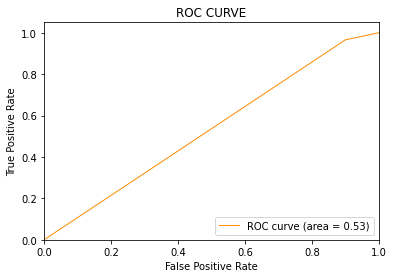 ROC CURVE
1.0
0.8
0.6
0.4
0.2
0.0
True Positive Rate
ROC curve (area = 0.53)
0.0 0.2 0.4 0.6 0.8 1.0
False Positive Rate